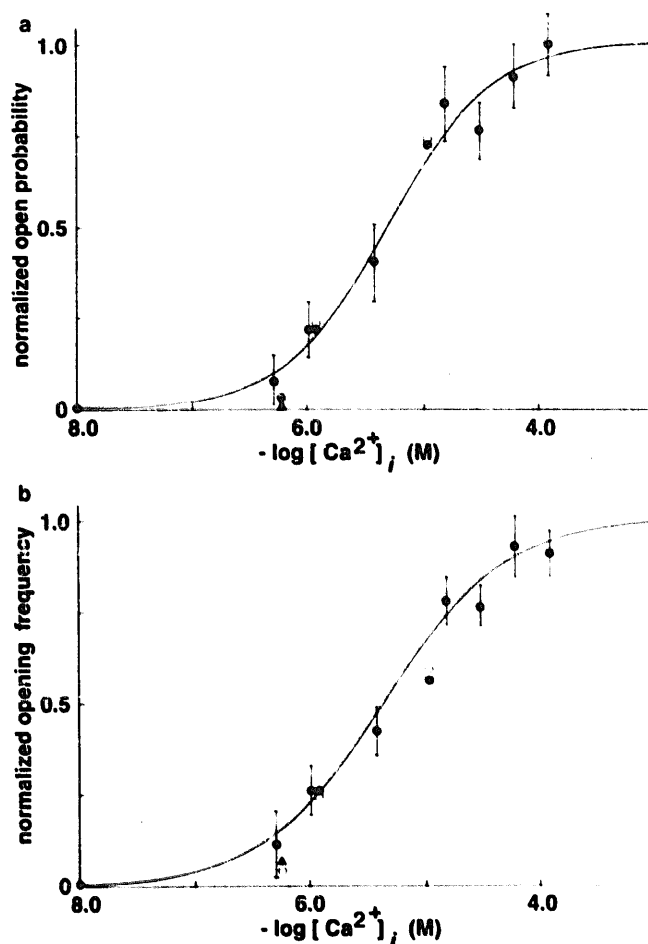 a
1.0
0.5
0
normalized open probability
8.0 6.0 4.0
- log [ Ca²⁺ ]ᵢ (M)
b
1.0
0.5
0
normalized opening frequency
8.0 6.0 4.0
- log [ Ca²⁺ ]ᵢ (M)